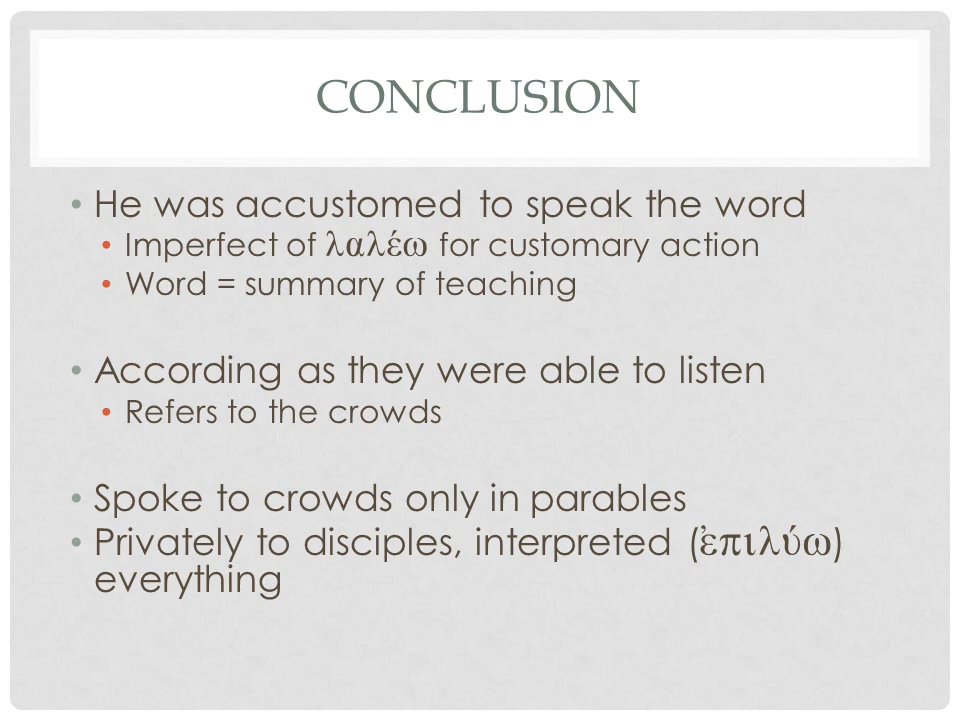 CONCLUSION
• He was accustomed to speak the word
• Imperfect of λαλέω for customary action
• Word = summary of teaching
• According as they were able to listen
• Refers to the crowds
• Spoke to crowds only in parables
• Privately to disciples, interpreted (ἐπιλύω)
everything